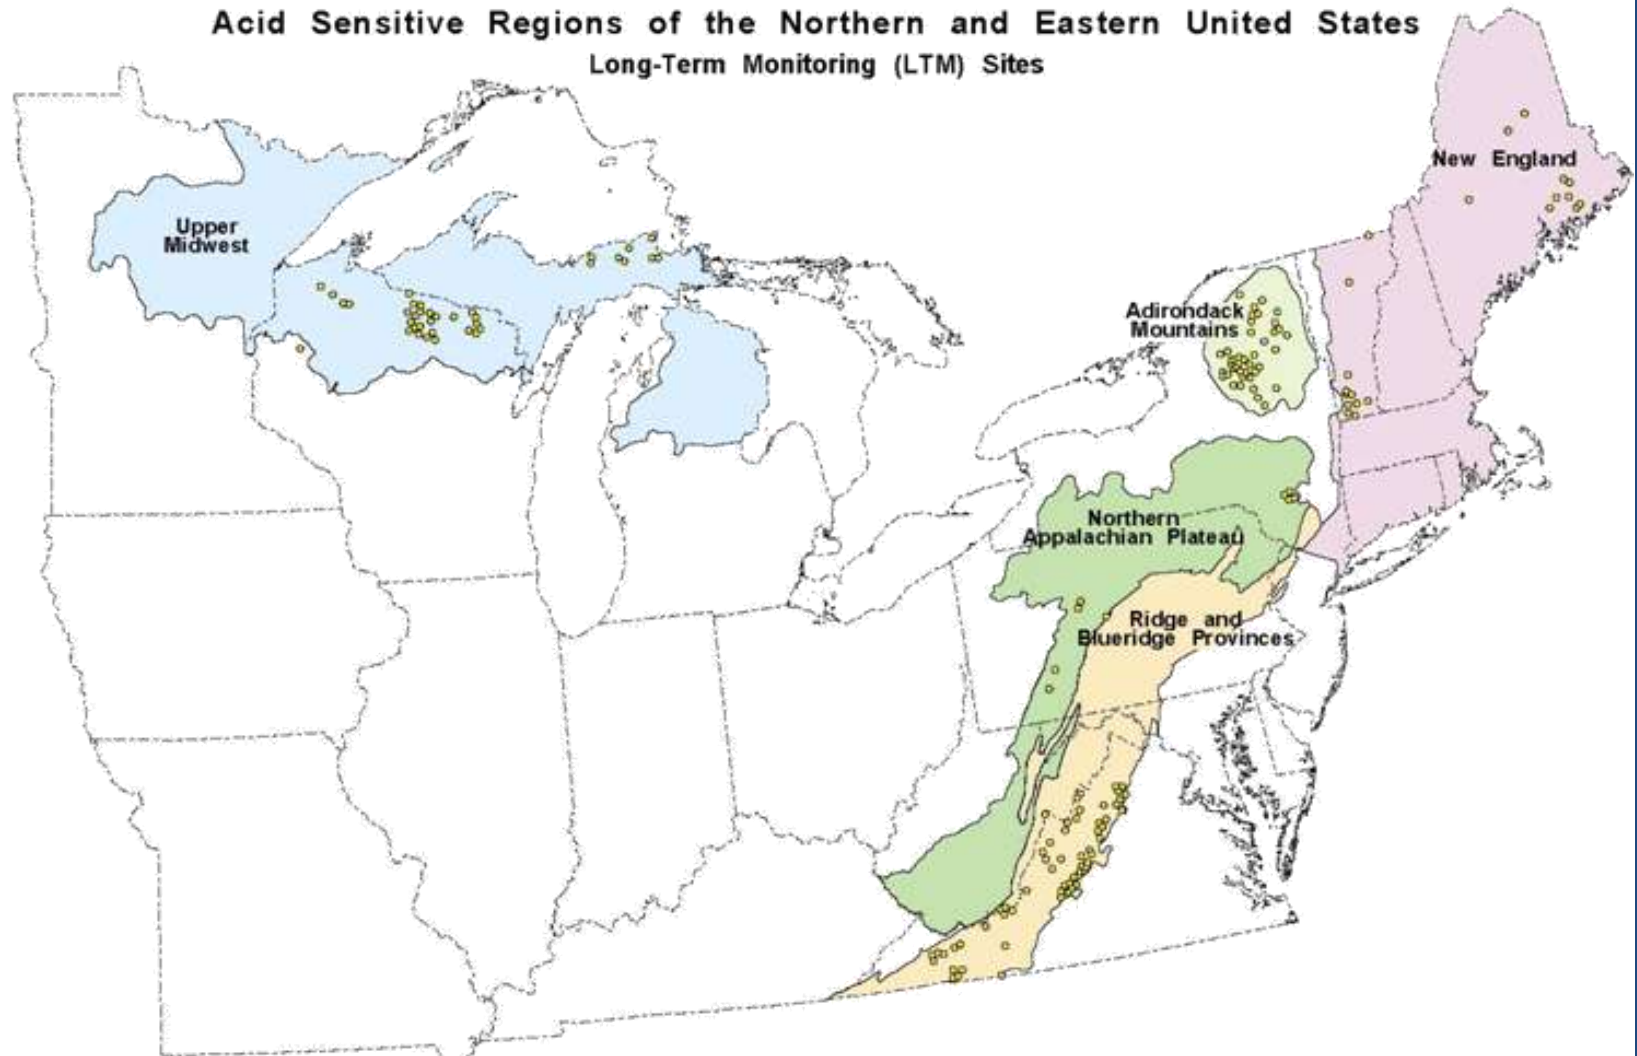 Acid Sensitive Regions of the Northern and Eastern United States
Long-Term Monitoring (LTM) Sites
New England
Upper
Midwest
Adirondack
Mountains
Northern
Appalachian Plateau
Ridge and
Blueridge Provinces